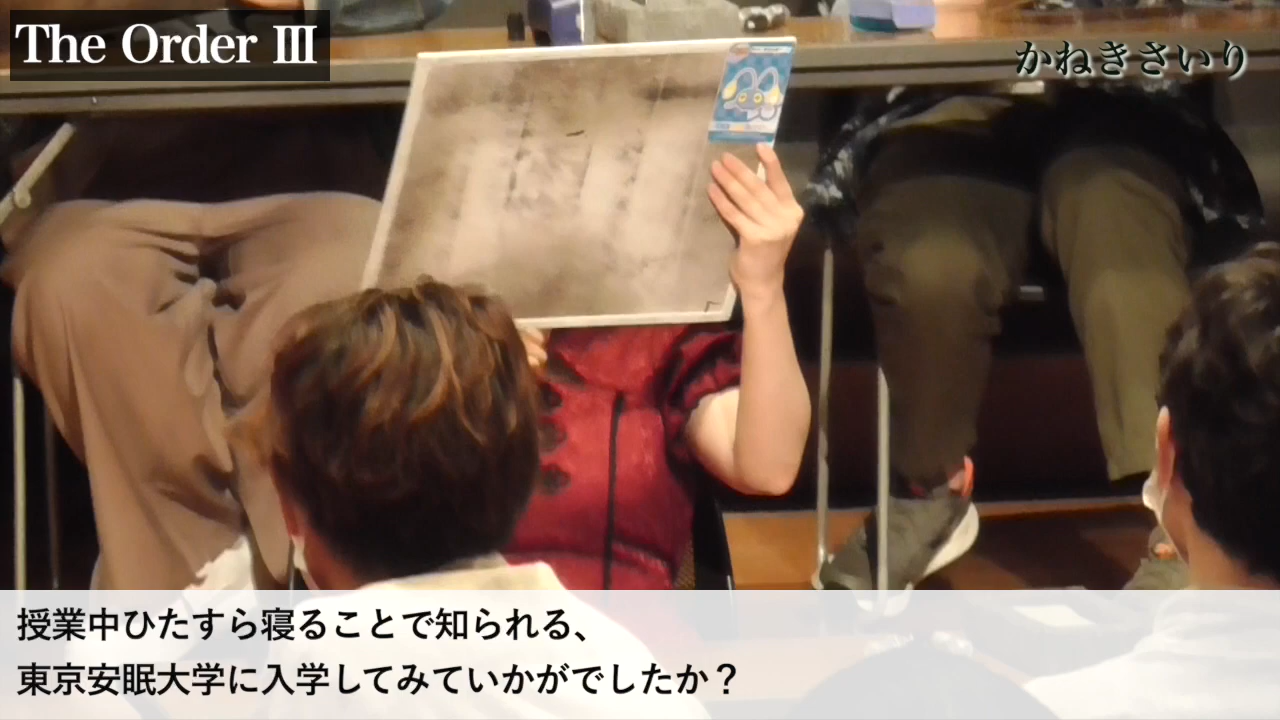 The Order Ⅲ
かねきさいり
授業中ひたすら寝ることで知られる、
東京安眠大学に入学してみていかがでしたか？